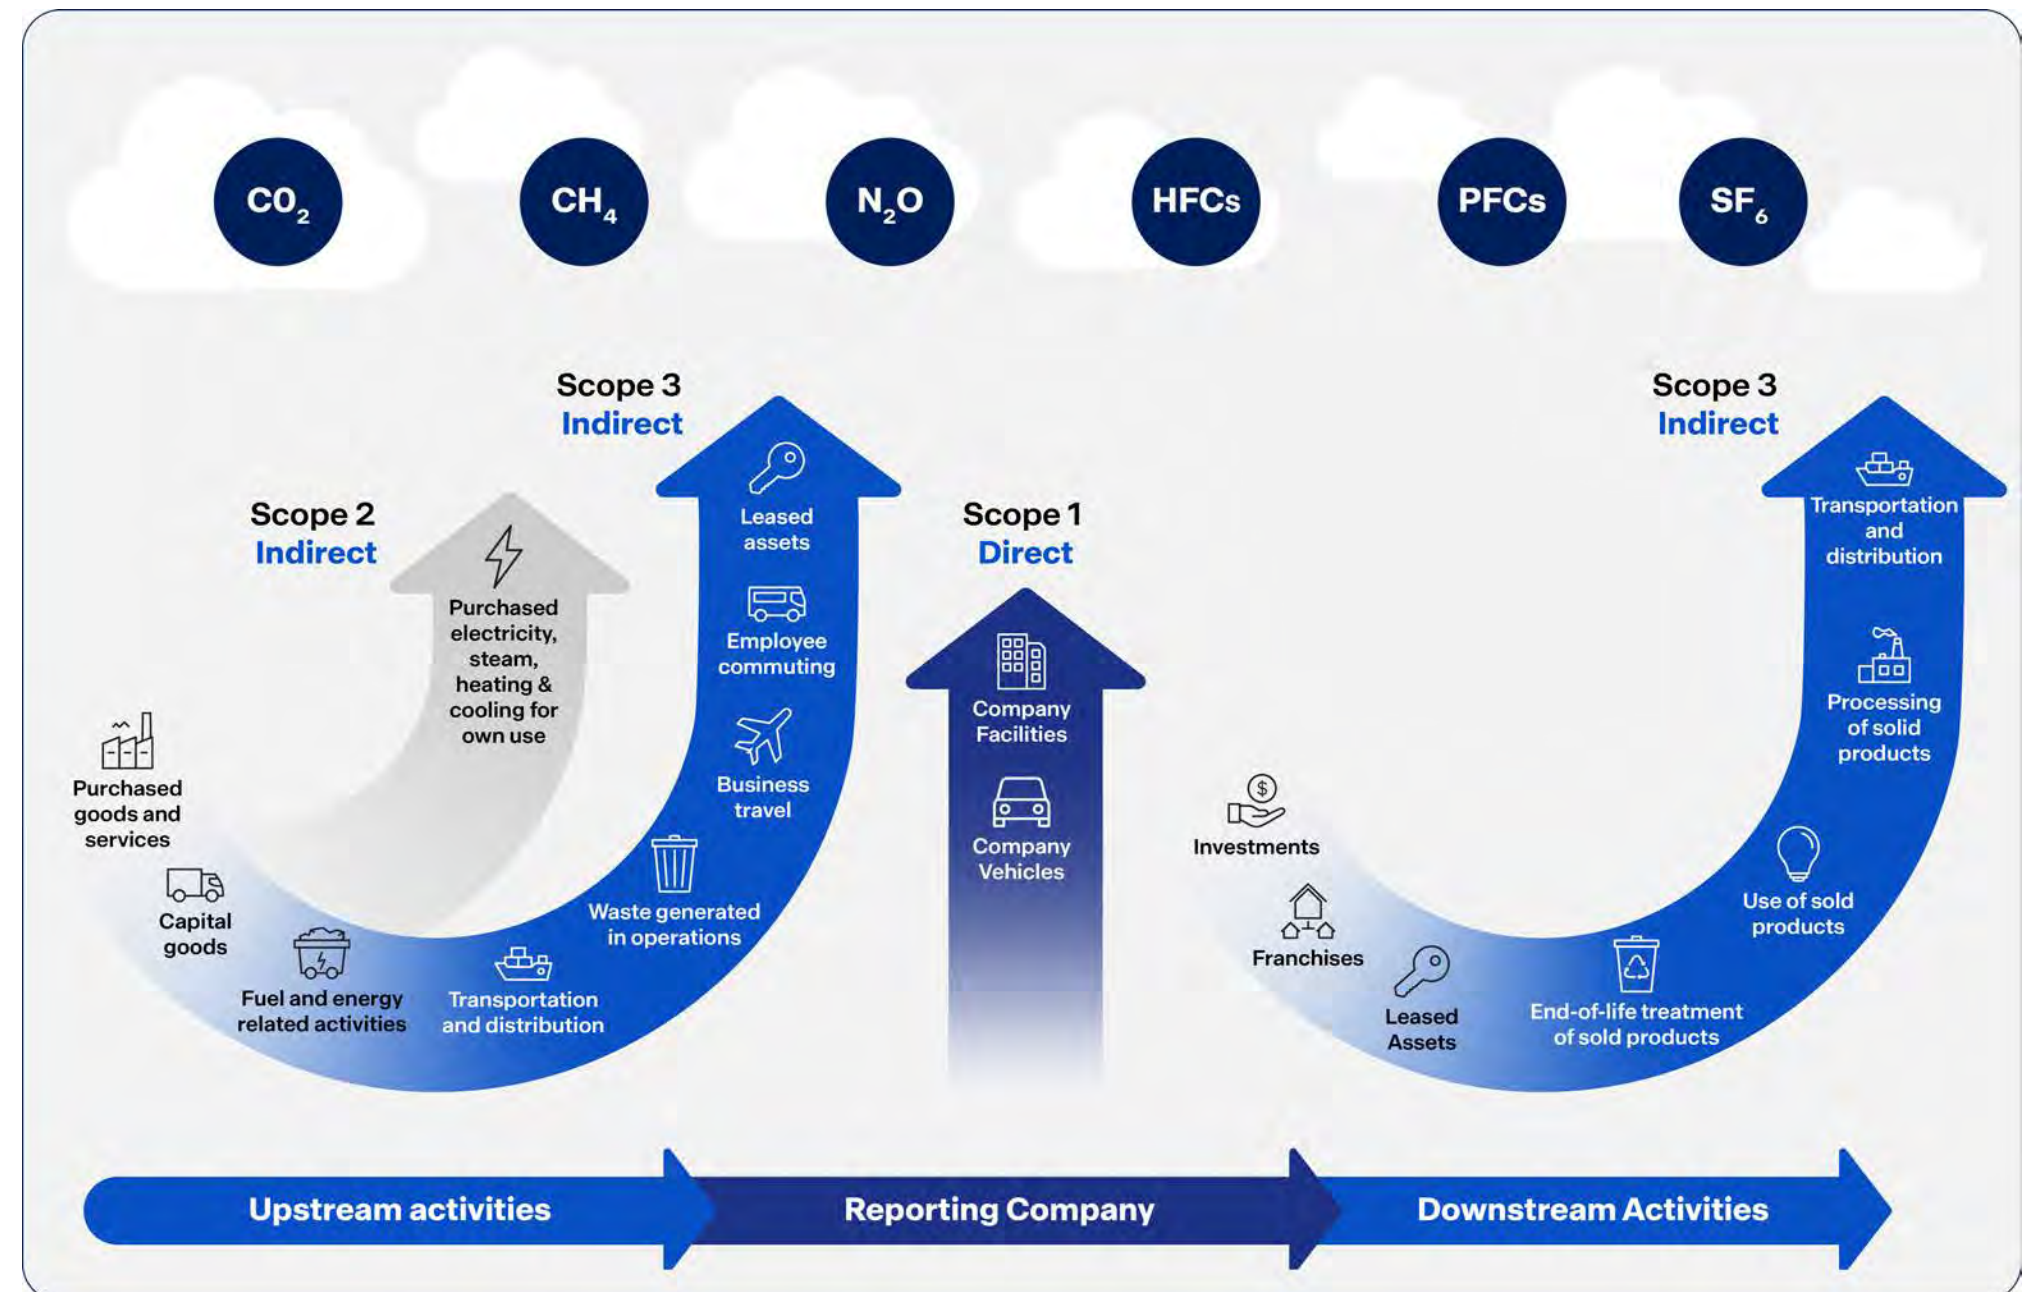 C0₂
CH₄
N₂O
HFCs
PFCs
SF₆
Scope 3
Indirect
Scope 2
Indirect
Scope 1
Direct
Scope 3
Indirect
Purchased
goods and
services
Capital
goods
Fuel and energy
related activities
Transportation
and distribution
Waste generated
in operations
Business
travel
Employee
commuting
Leased
assets
Purchased
electricity,
steam,
heating &
cooling for
own use
Company
Facilities
Company
Vehicles
Investments
Franchises
Leased
Assets
End-of-life treatment
of sold products
Use of sold
products
Processing
of solid
products
Transportation
and
distribution
Upstream activities
Reporting Company
Downstream Activities